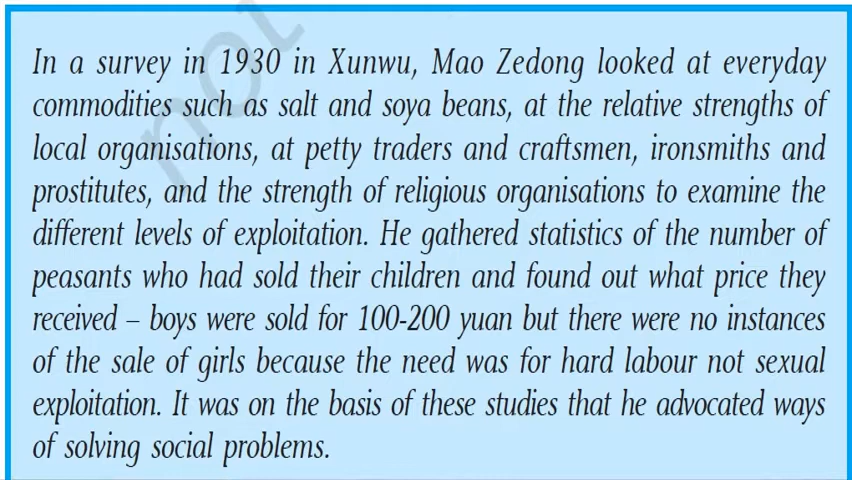 In a survey in 1930 in Xunwu, Mao Zedong looked at everyday
commodities such as salt and soya beans, at the relative strengths of
local organisations, at petty traders and craftsmen, ironsmiths and
prostitutes, and the strength of religious organisations to examine the
different levels of exploitation. He gathered statistics of the number of
peasants who had sold their children and found out what price they
received – boys were sold for 100-200 yuan but there were no instances
of the sale of girls because the need was for hard labour not sexual
exploitation. It was on the basis of these studies that he advocated ways
of solving social problems.